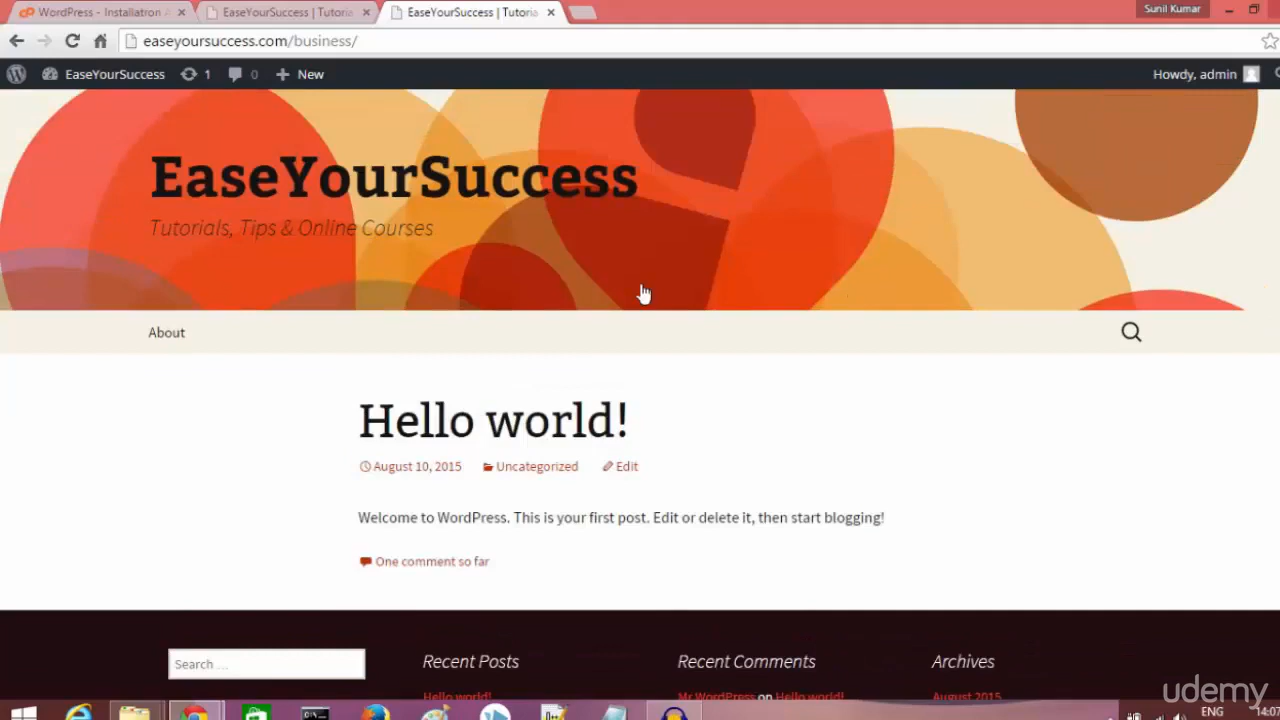 WordPress - Installatron
EaseYourSuccess | Tutoria
EaseYourSuccess | Tutoria
Sunil Kumar
easeyoursuccess.com/business/
EaseYourSuccess 1 0 New
Howdy, admin
EaseYourSuccess
Tutorials, Tips & Online Courses
About
Hello world!
August 10, 2015 Uncategorized Edit
Welcome to WordPress. This is your first post. Edit or delete it, then start blogging!
One comment so far
Search ...
Recent Posts
Recent Comments
Archives
Hello world!
Mr WordPress on Hello world!
August 2015
udemy
ENG
14:07